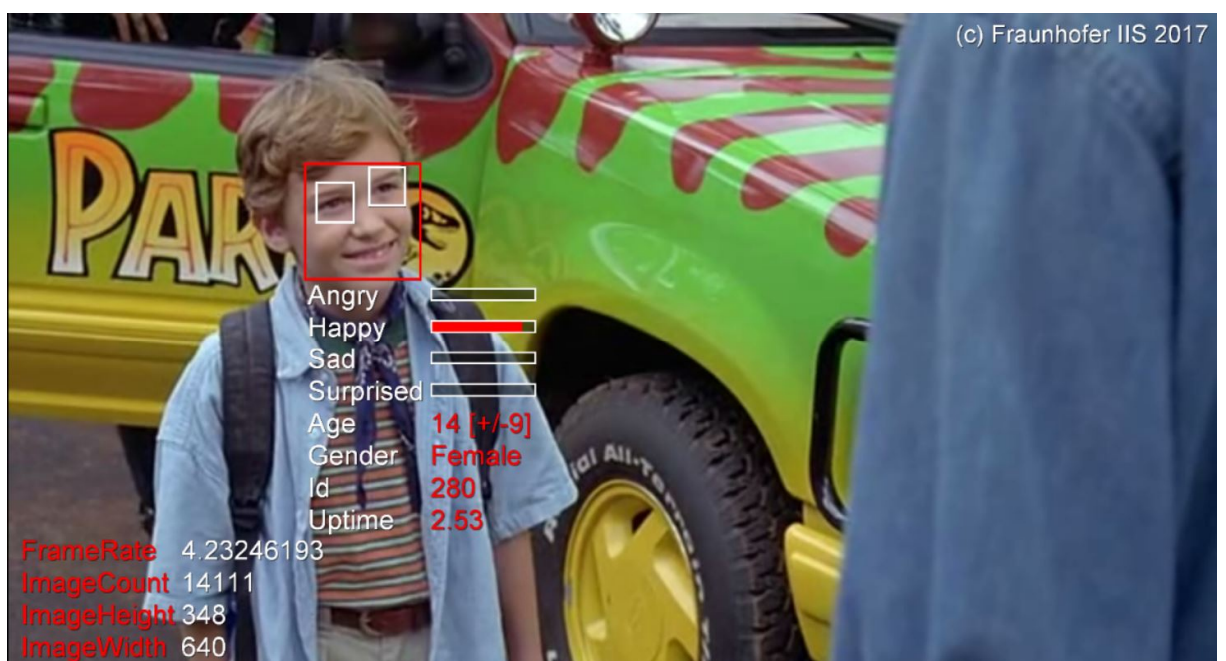 (c) Fraunhofer IIS 2017
PAR
Angry
Happy
Sad
Surprised
Age 14 [+/-9]
Gender Female
Id 280
Uptime 2.53
All-Terrain
FrameRate 4.23246193
ImageCount 14111
ImageHeight 348
ImageWidth 640